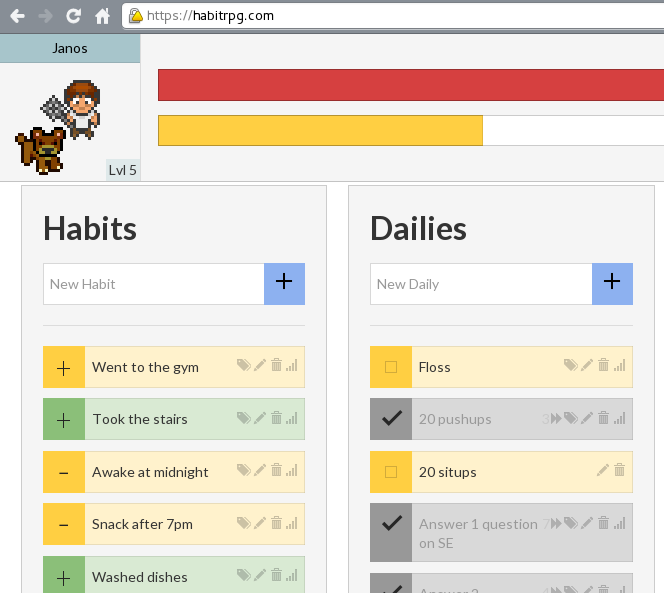 https://habitrpg.com
Janos
Lvl 5
Habits
New Habit
Went to the gym
Took the stairs
Awake at midnight
Snack after 7pm
Washed dishes
Dailies
New Daily
Floss
20 pushups 3
20 situps
Answer 1 question 7
on SE
Answer 2